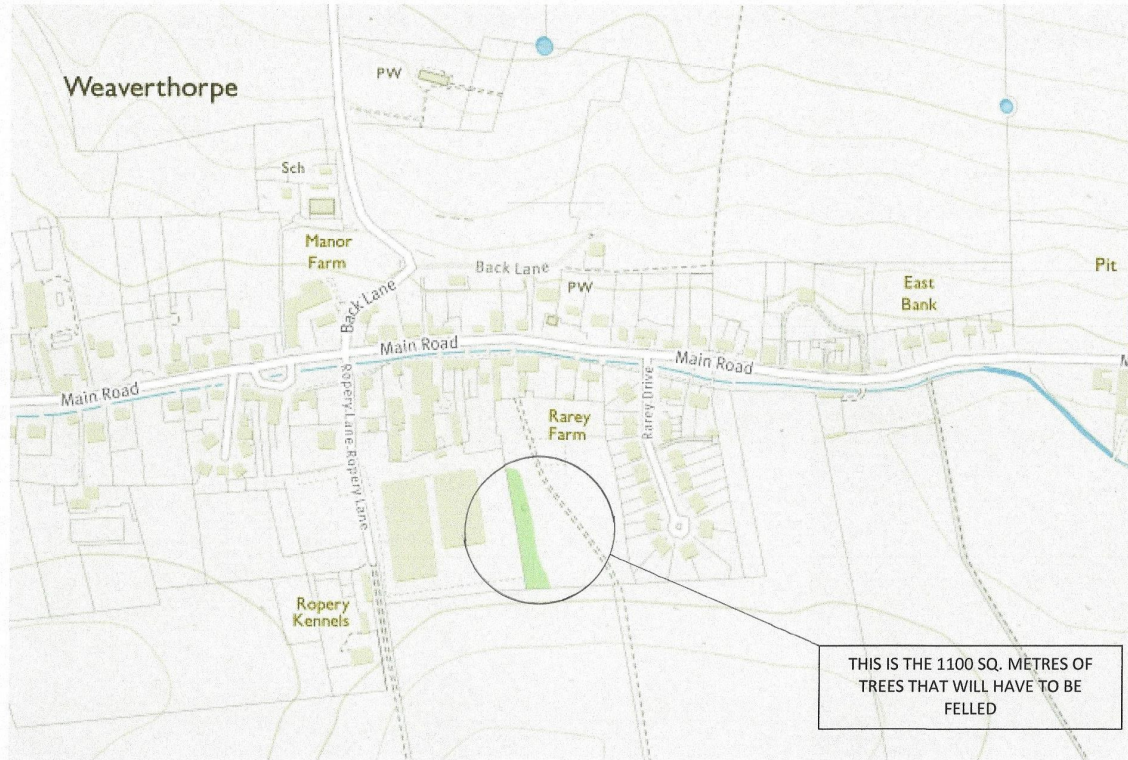 Weaverthorpe
PW
Sch
Manor
Farm
Back Lane
PW
Pit
East
Bank
Back Lane
Main Road
Main Road
Main Road
M
Ropery Lane
Ropery Lane
Rarey Drive
Rarey
Farm
Ropery
Kennels
THIS IS THE 1100 SQ. METRES OF
TREES THAT WILL HAVE TO BE
FELLED